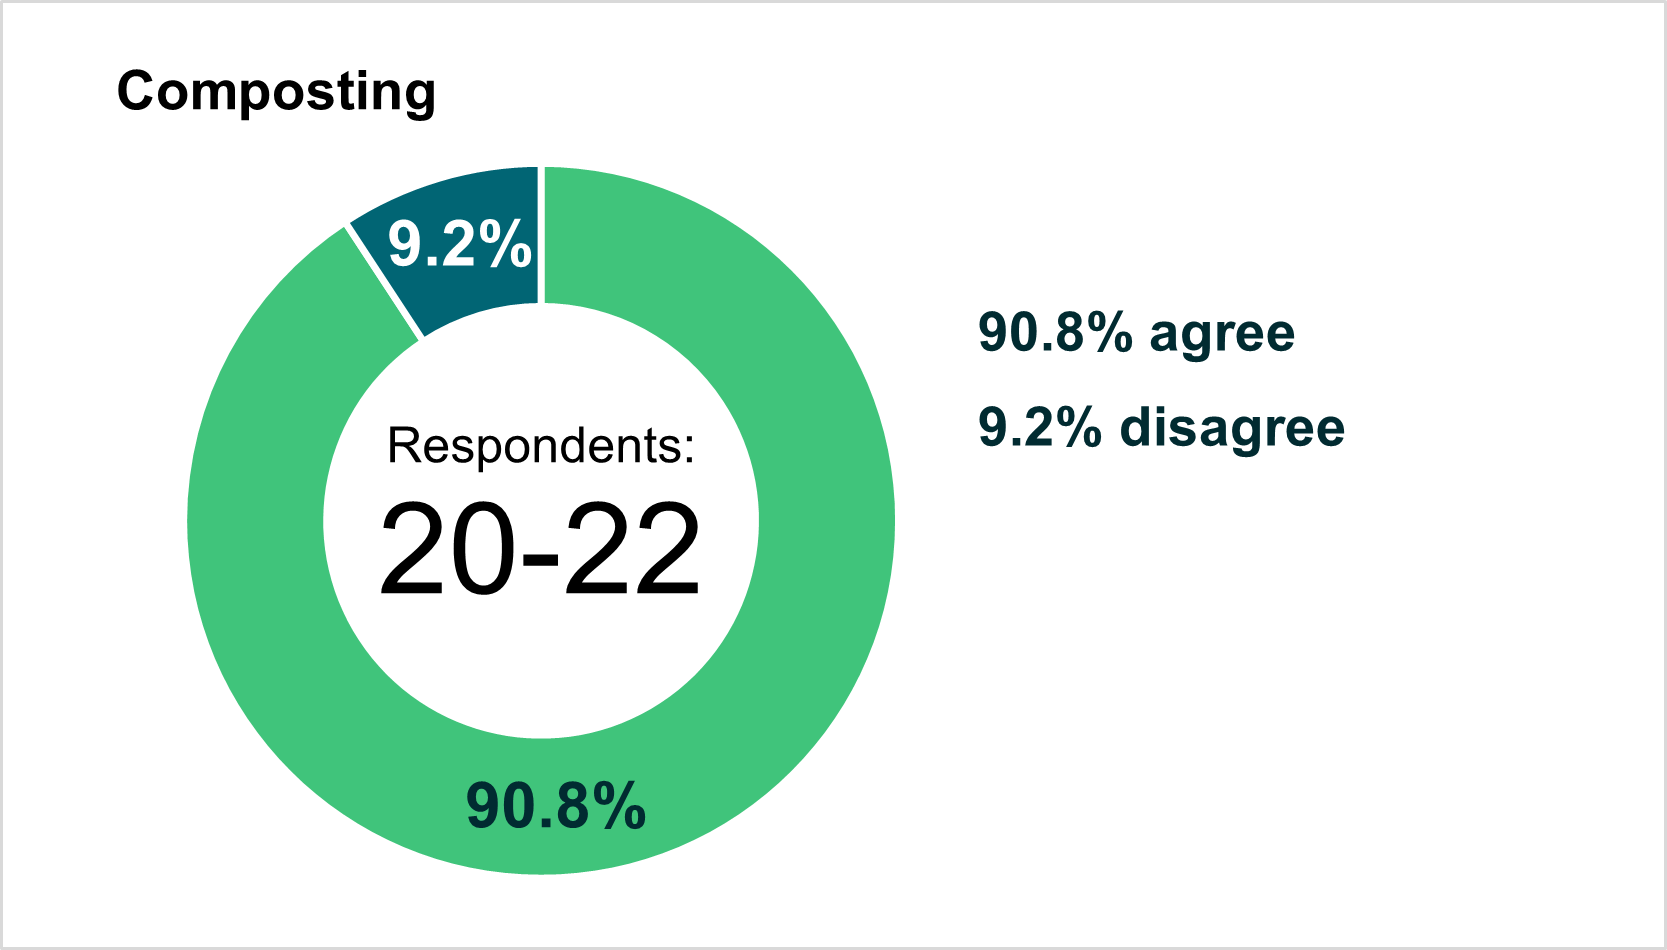 Composting
9.2%
90.8% agree
9.2% disagree
Respondents:
20-22
90.8%